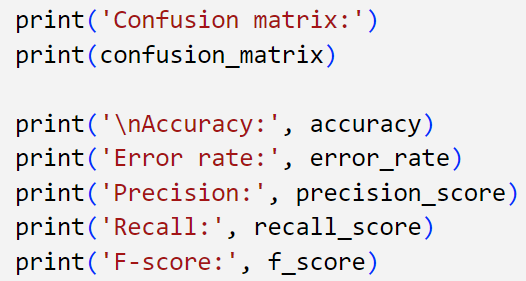 print('Confusion matrix:')
print(confusion_matrix)
print('\nAccuracy:', accuracy)
print('Error rate:', error_rate)
print('Precision:', precision_score)
print('Recall:', recall_score)
print('F-score:', f_score)